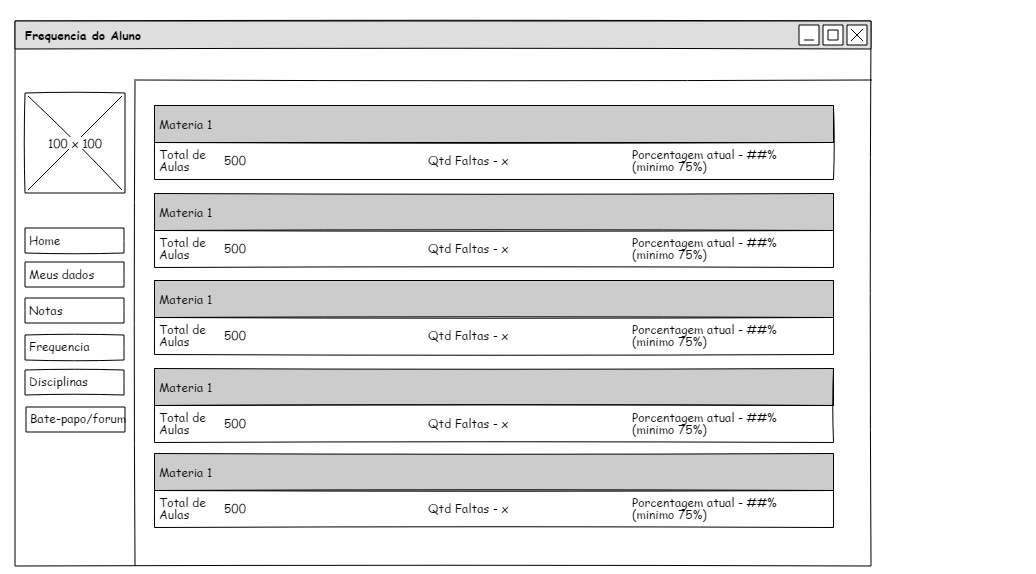 Frequencia do Aluno
100 x 100
Home
Meus dados
Notas
Frequencia
Disciplinas
Bate-papo/forum
Materia 1
Total de
Aulas
500
Qtd Faltas - x
Porcentagem atual - ##%
(minimo 75%)
Materia 1
Total de
Aulas
500
Qtd Faltas - x
Porcentagem atual - ##%
(minimo 75%)
Materia 1
Total de
Aulas
500
Qtd Faltas - x
Porcentagem atual - ##%
(minimo 75%)
Materia 1
Total de
Aulas
500
Qtd Faltas - x
Porcentagem atual - ##%
(minimo 75%)
Materia 1
Total de
Aulas
500
Qtd Faltas - x
Porcentagem atual - ##%
(minimo 75%)